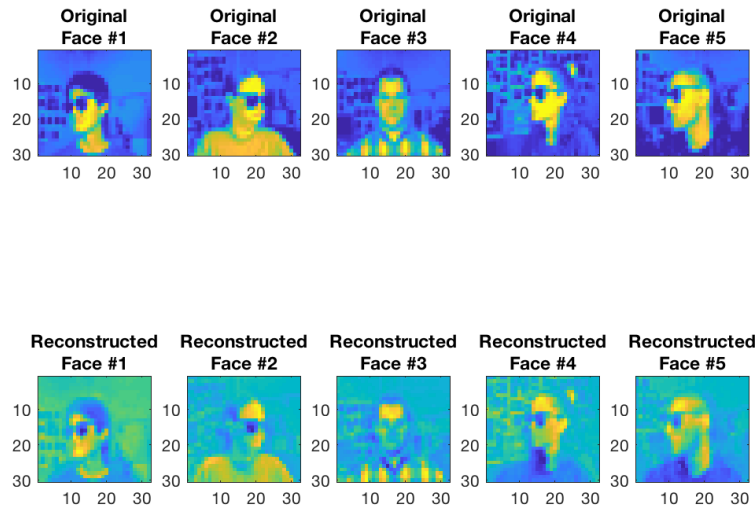 Original Original Original Original Original
Face #1 Face #2 Face #3 Face #4 Face #5
10 10 10 10 10
20 20 20 20 20
30 30 30 30 30
10 20 30 10 20 30 10 20 30 10 20 30 10 20 30
Reconstructed Reconstructed Reconstructed Reconstructed Reconstructed
Face #1 Face #2 Face #3 Face #4 Face #5
10 10 10 10 10
20 20 20 20 20
30 30 30 30 30
10 20 30 10 20 30 10 20 30 10 20 30 10 20 30